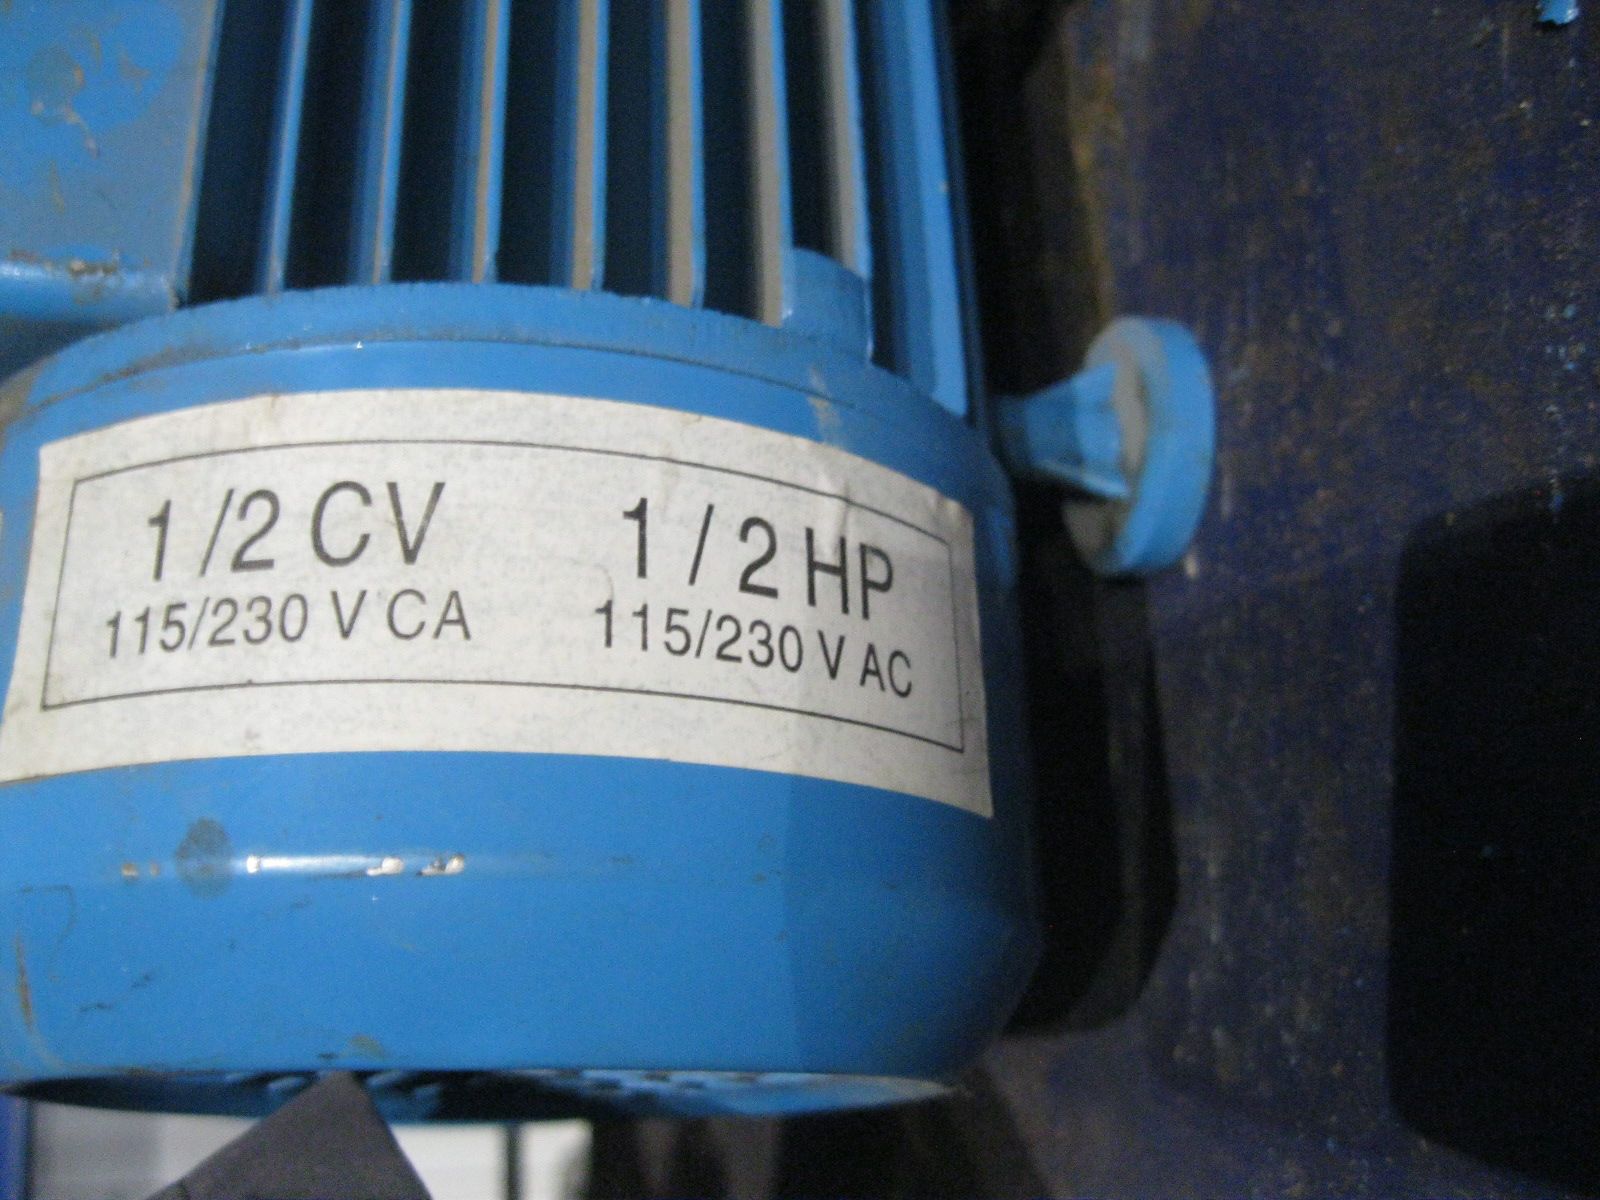 1/2 CV
115/230 V CA
1/2 HP
115/230 V AC